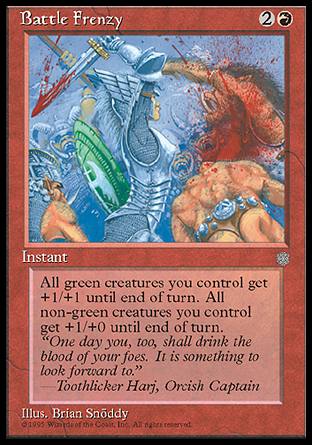 Battle Frenzy 2
Instant
All green creatures you control get
+1/+1 until end of turn. All
non-green creatures you control
get +1/+0 until end of turn.
"One day you, too, shall drink the
blood of your foes. It is something to
look forward to."
—Toothlicker Harj, Orcish Captain
Illus. Brian Snõddy
©1995 Wizards of the Coast, Inc. All rights reserved.